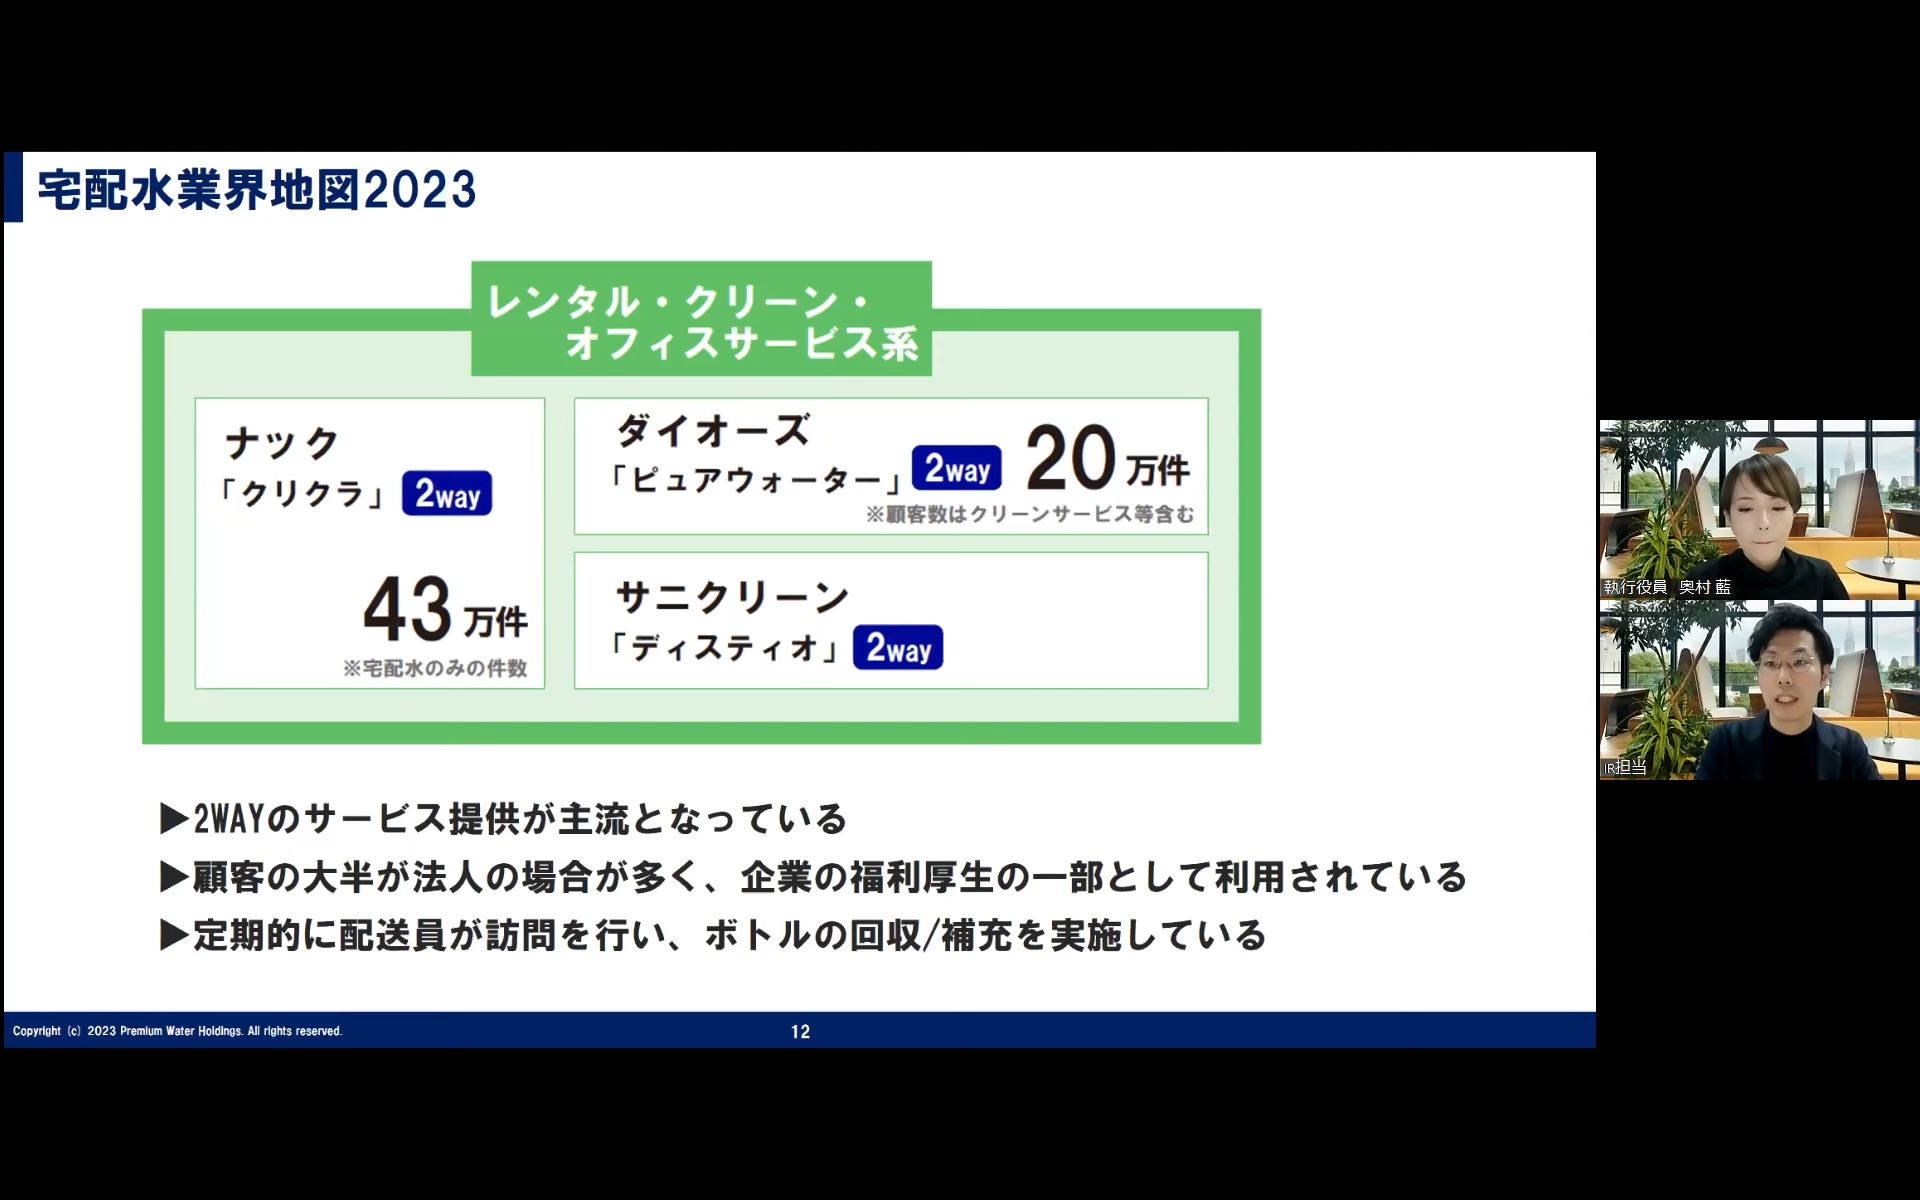 宅配水業界地図2023
レンタル・クリーン・
オフィスサービス系
ナック
「クリクラ」 2way
43万件
※宅配水のみの件数
ダイオーズ
「ピュアウォーター」 2way 20万件
※顧客数はクリーンサービス等含む
サニクリーン
「ディスティオ」 2way
▶2WAYのサービス提供が主流となっている
▶顧客の大半が法人の場合が多く、企業の福利厚生の一部として利用されている
▶定期的に配送員が訪問を行い、ボトルの回収/補充を実施している
Copyright (c) 2023 Premium Water Holdings. All rights reserved.
12
執行役員 奥村 藍
IR担当